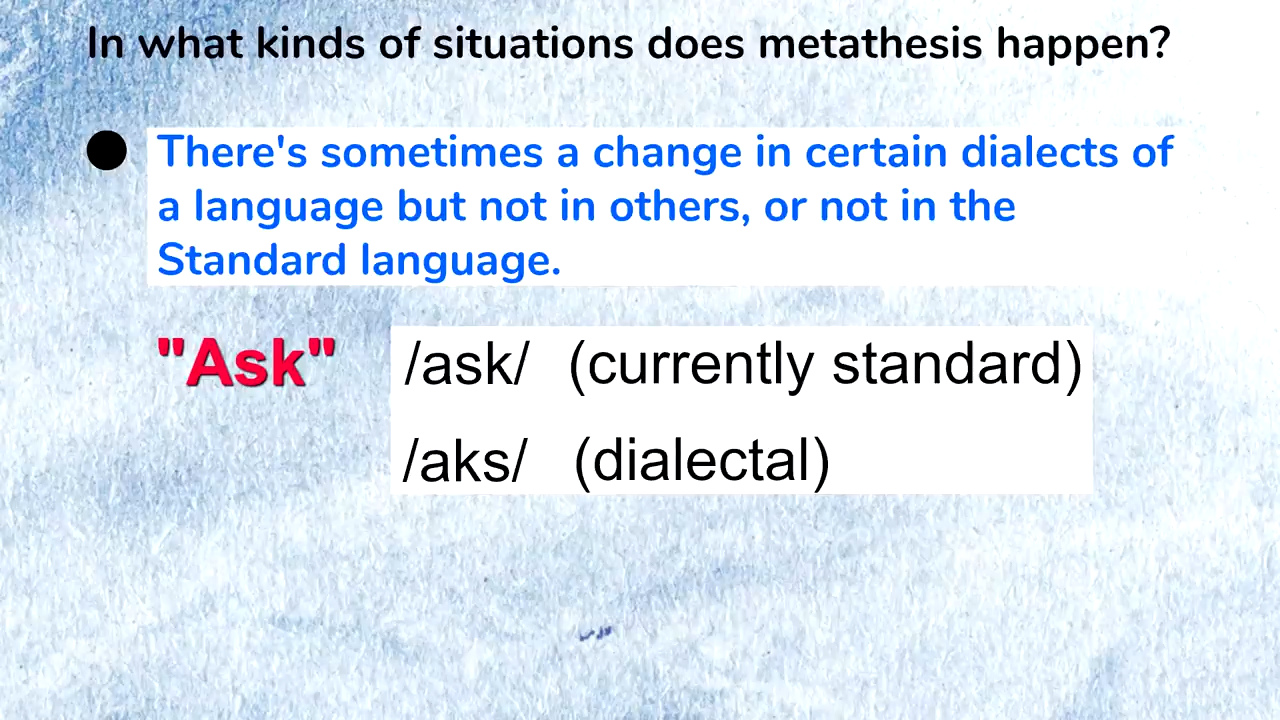 In what kinds of situations does metathesis happen?
There's sometimes a change in certain dialects of
a language but not in others, or not in the
Standard language.
"Ask" /ask/ (currently standard)
/aks/ (dialectal)